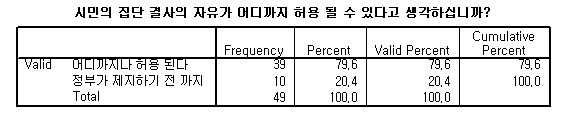 시민의 집단 결사의 자유가 어디까지 허용 될 수 있다고 생각하십니까?
Frequency Percent Valid Percent Cumulative Percent
Valid 어디까지나 허용 된다 39 79,6 79,6 79,6
정부가 제지하기 전 까지 10 20,4 20,4 100,0
Total 49 100,0 100,0